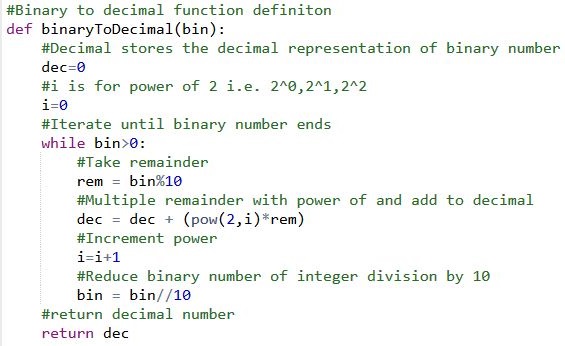 #Binary to decimal function definiton
def binaryToDecimal(bin):
    #Decimal stores the decimal representation of binary number
    dec=0
    #i is for power of 2 i.e. 2^0,2^1,2^2
    i=0
    #Iterate until binary number ends
    while bin>0:
        #Take remainder
        rem = bin%10
        #Multiple remainder with power of and add to decimal
        dec = dec + (pow(2,i)*rem)
        #Increment power
        i=i+1
        #Reduce binary number of integer division by 10
        bin = bin//10
    #return decimal number
    return dec